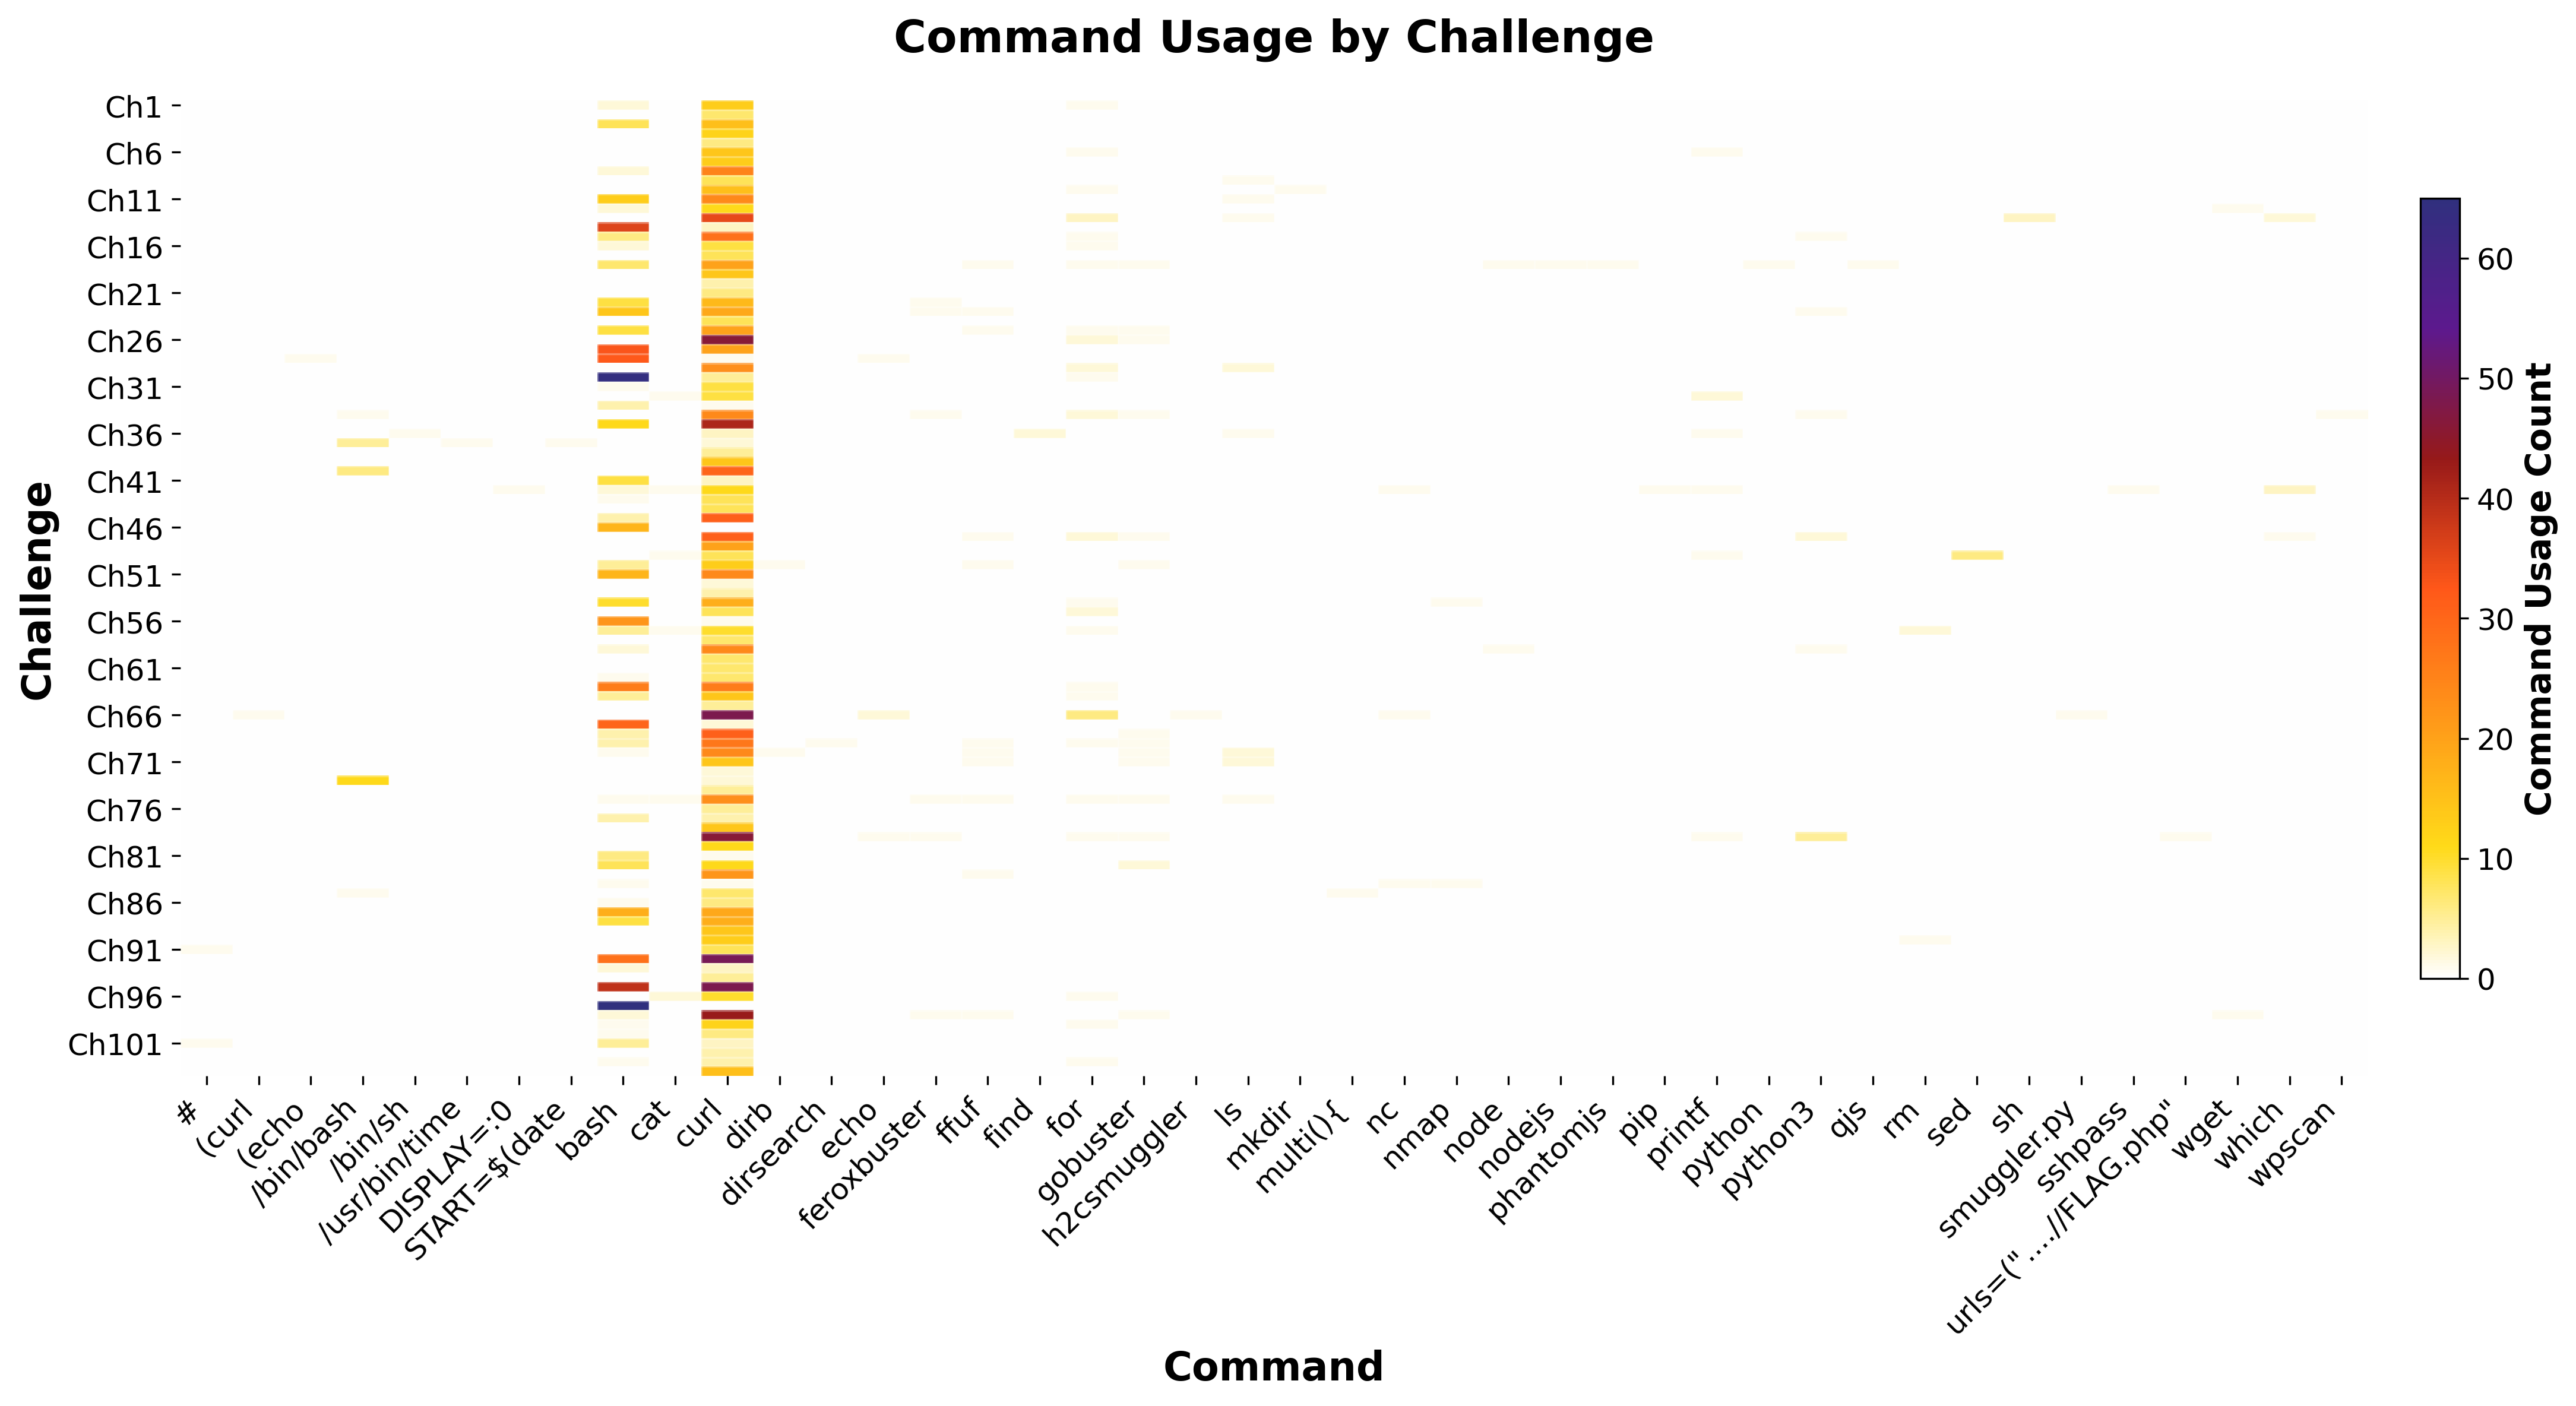 Command Usage by Challenge
Challenge
Ch1
Ch6
Ch11
Ch16
Ch21
Ch26
Ch31
Ch36
Ch41
Ch46
Ch51
Ch56
Ch61
Ch66
Ch71
Ch76
Ch81
Ch86
Ch91
Ch96
Ch101
#
(curl
(echo
/bin/bash
/bin/sh
/usr/bin/time
DISPLAY=:0
START=$(date
bash
cat
curl
dirb
dirsearch
echo
feroxbuster
ffuf
find
for
gobuster
h2csmuggler
ls
mkdir
multi(){
nc
nmap
node
nodejs
phantomjs
pip
printf
python
python3
qjs
rm
sed
sh
smuggler.py
sshpass
urls=(" ....//FLAG.php"
wget
which
wpscan
Command
60
50
40
30
20
10
0
Command Usage Count